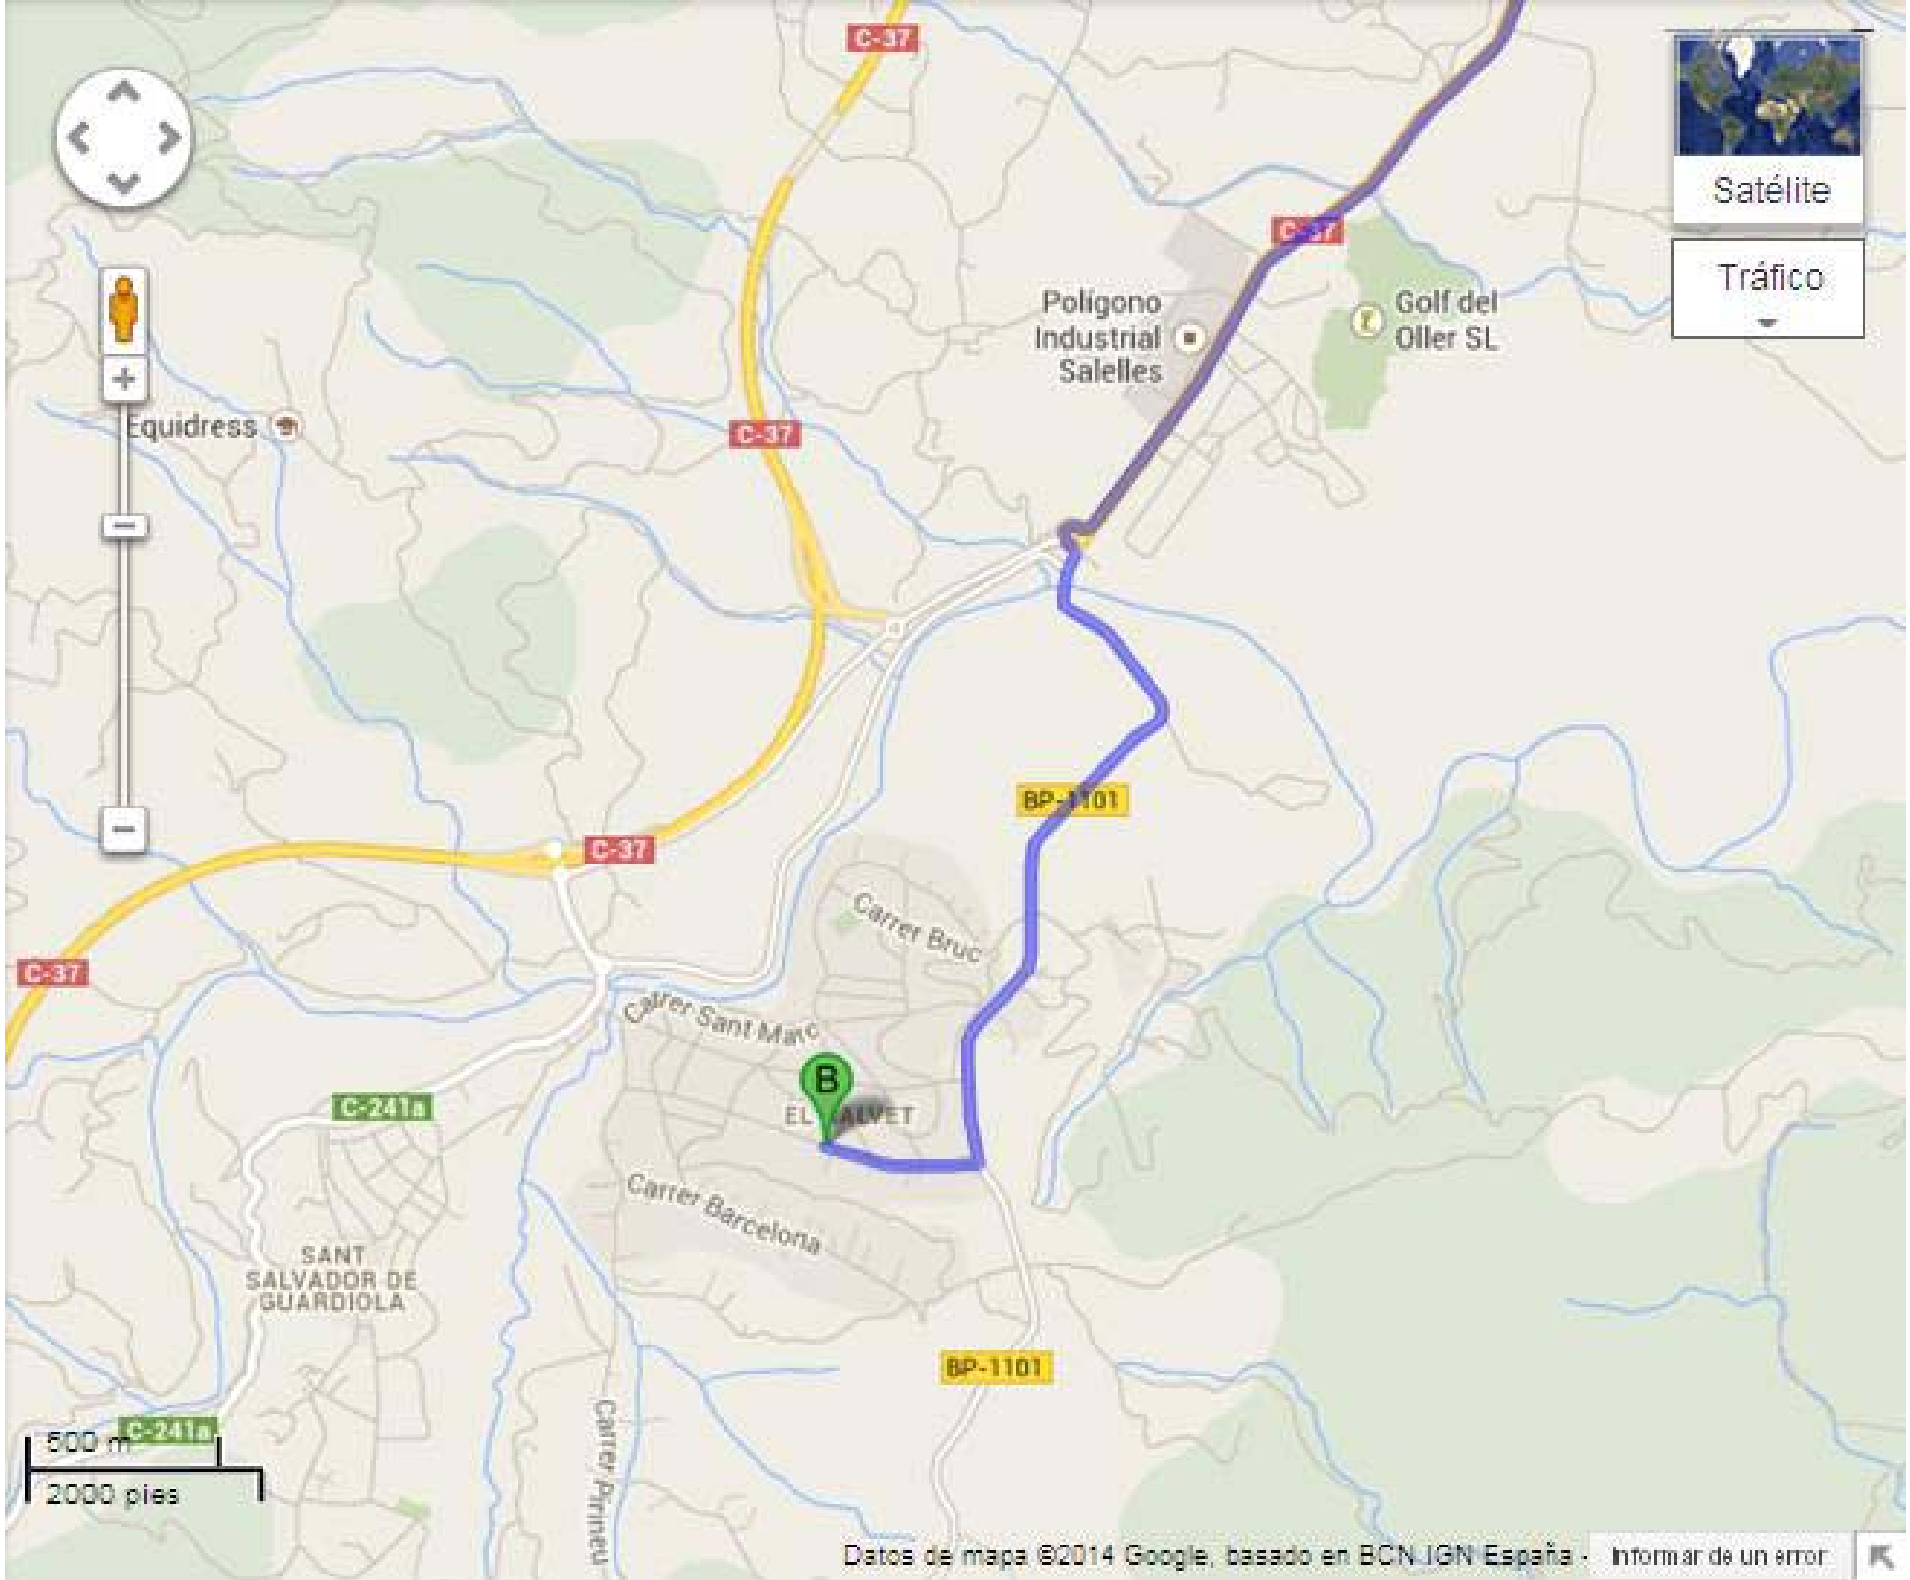 C-37
Satélite
C-37
Tráfico
Polígono
Industrial
Salelles
Golf del
Oller SL
Equidress
C-37
BP-1101
C-37
Carrer Bruc
C-37
Carrer Sant Marc
B
C-241a
Carrer Barcelona
SANT
SALVADOR DE
GUARDIOLA
BP-1101
Carrer Pirineu
C-241a
500 m
2000 pies
Datos de mapa ©2014 Google, basado en BCN IGN España - Informar de un error